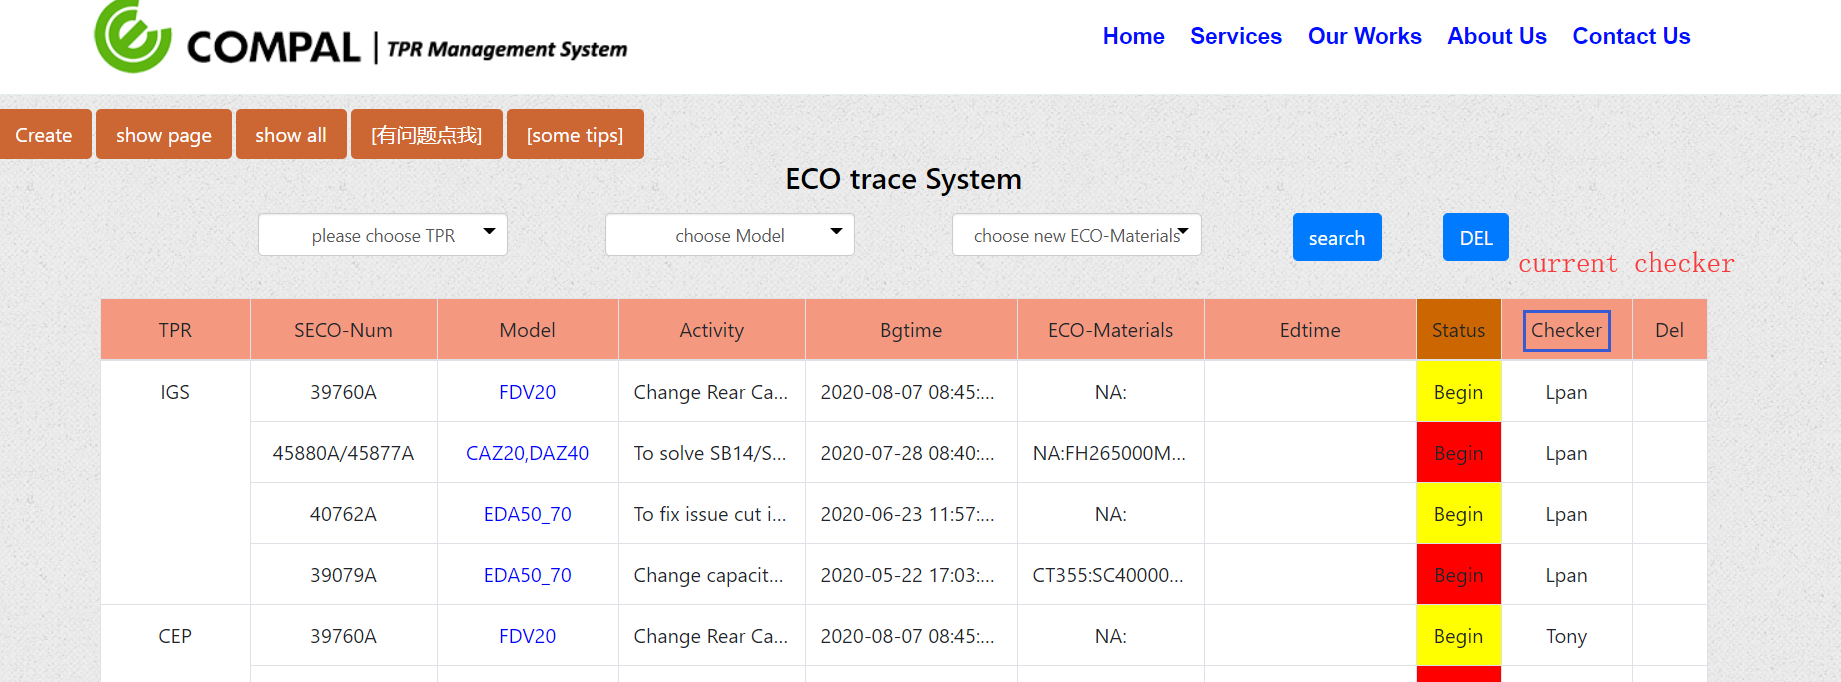 COMPAL | TPR Management System
Home Services Our Works About Us Contact Us
Create show page show all [有问题点我] [some tips]
ECO trace System
please choose TPR choose Model choose new ECO-Materials search DEL
current checker
TPR SECO-Num Model Activity Bgtime ECO-Materials Edtime Status Checker Del
IGS 39760A FDV20 Change Rear Ca... 2020-08-07 08:45:... NA: Begin Lpan
45880A/45877A CAZ20,DAZ40 To solve SB14/S... 2020-07-28 08:40:... NA:FH265000M... Begin Lpan
40762A EDA50_70 To fix issue cut i... 2020-06-23 11:57:... NA: Begin Lpan
39079A EDA50_70 Change capacit... 2020-05-22 17:03:... CT355:SC40000... Begin Lpan
CEP 39760A FDV20 Change Rear Ca... 2020-08-07 08:45:... NA: Begin Tony